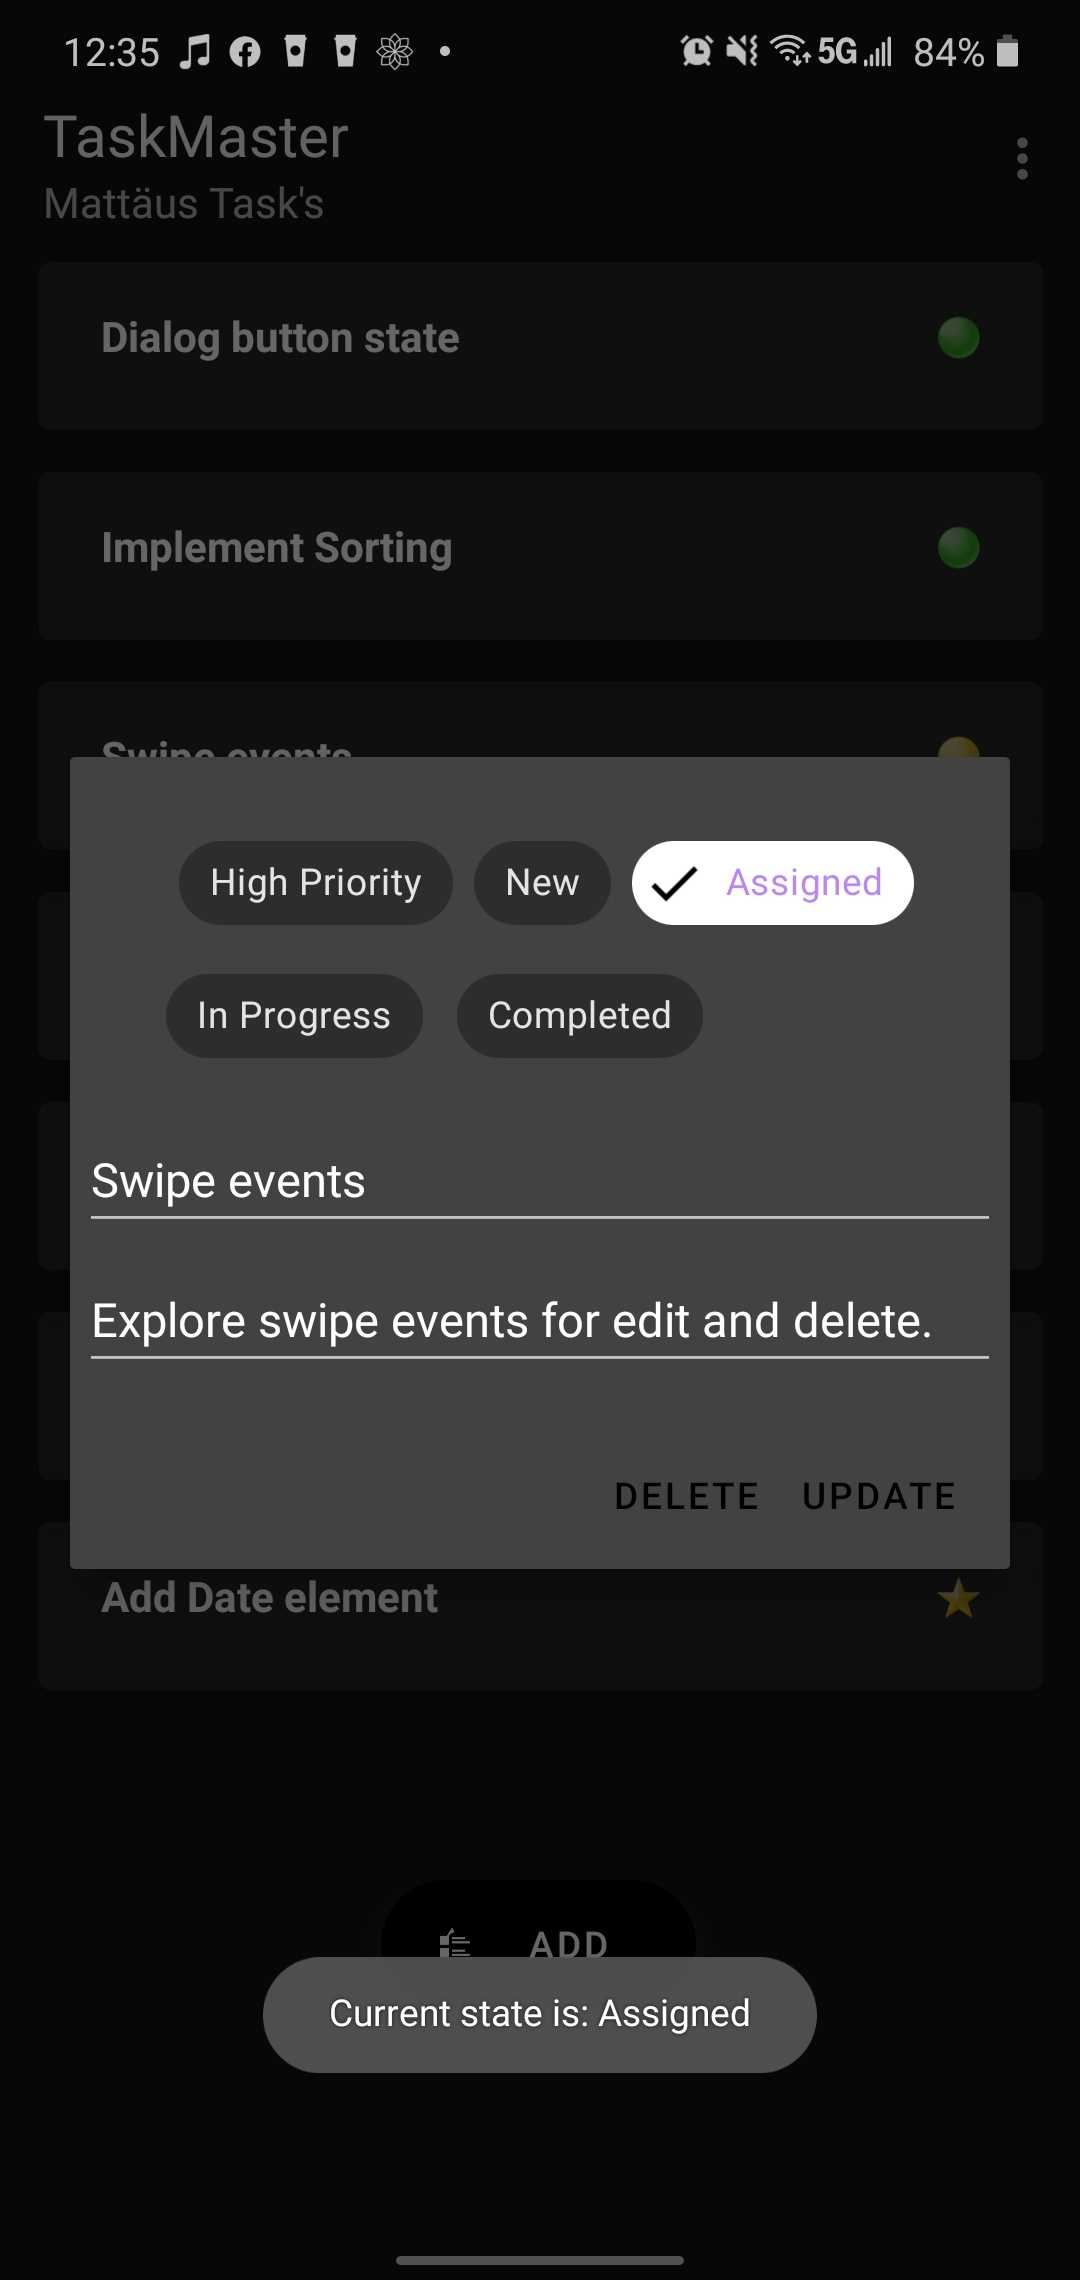 12:35 5G 84%
TaskMaster
Mattäus Task's
Dialog button state
Implement Sorting
Swipe events
High Priority New Assigned
In Progress Completed
Swipe events
Explore swipe events for edit and delete.
DELETE UPDATE
Add Date element
ADD
Current state is: Assigned